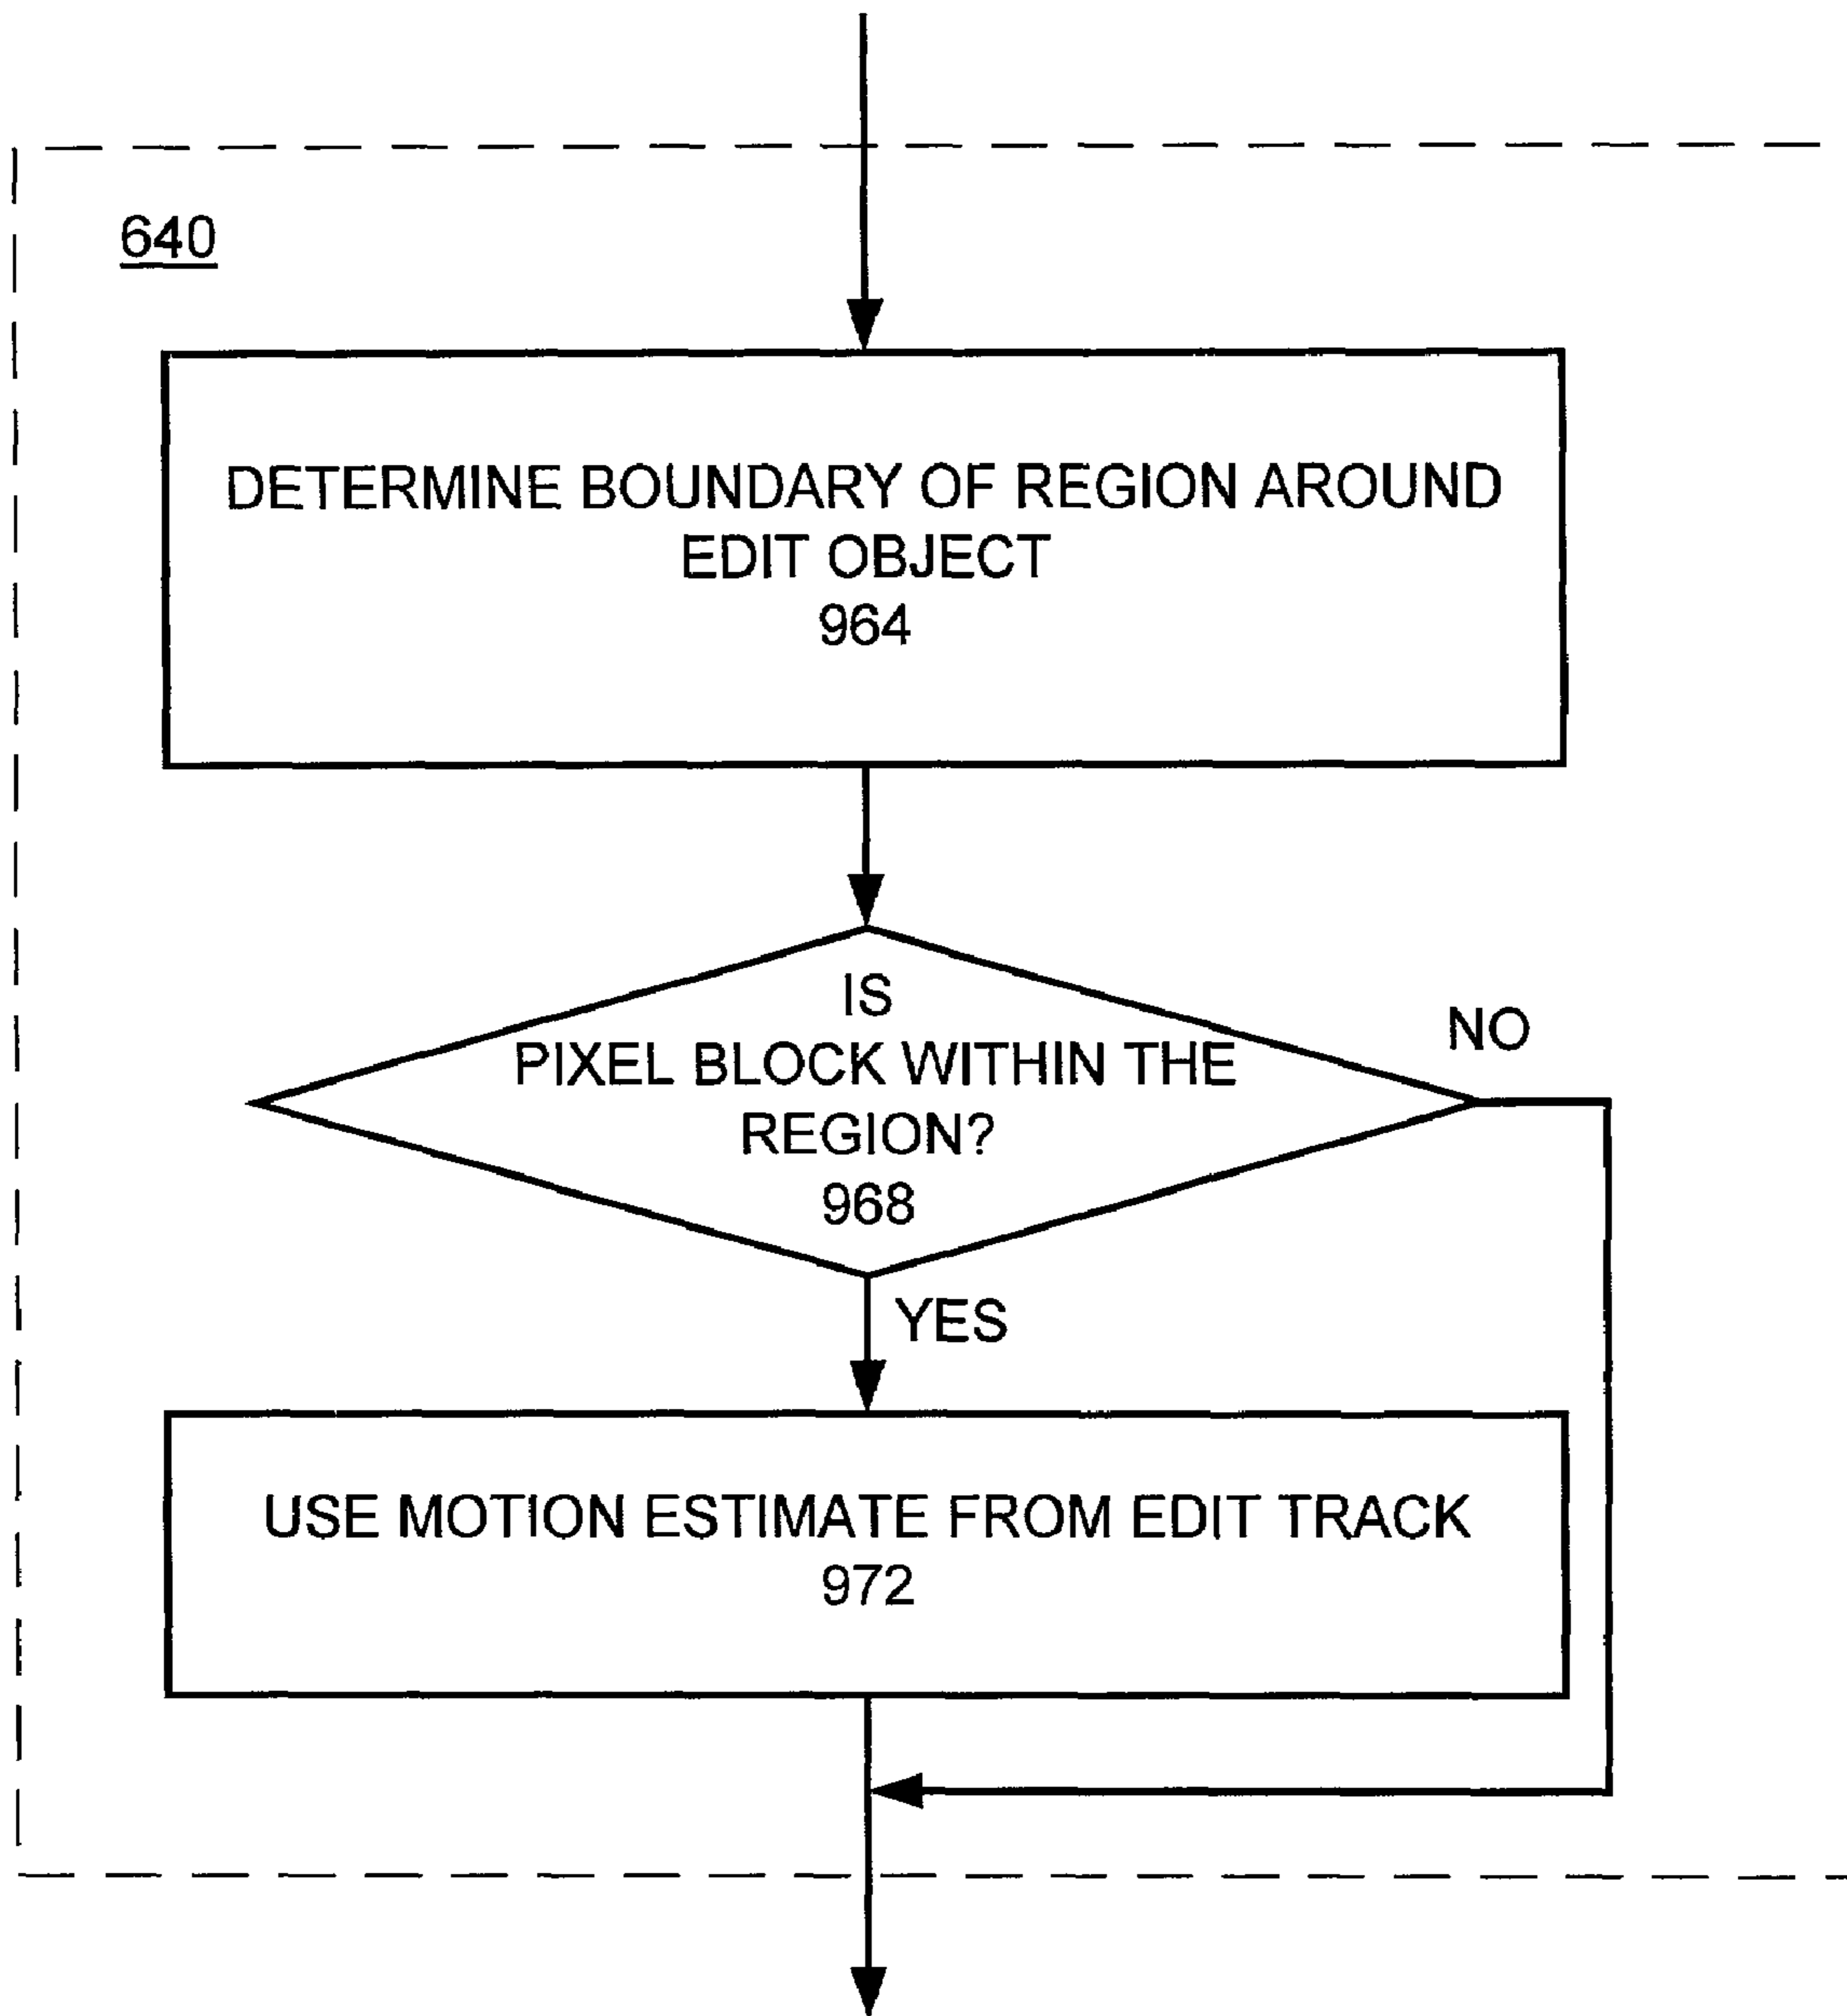 640
DETERMINE BOUNDARY OF REGION AROUND
EDIT OBJECT
964
IS
PIXEL BLOCK WITHIN THE
REGION?
968
NO
YES
USE MOTION ESTIMATE FROM EDIT TRACK
972